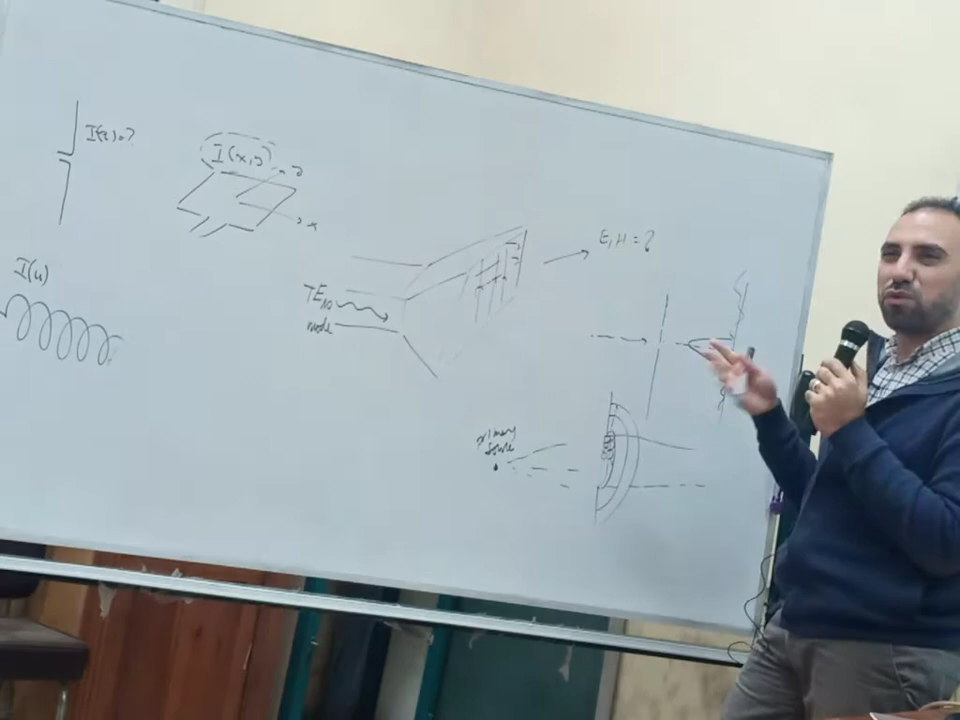 I(z)=?
I(x,y)
x
I(u)
TE10
mode
E, H = ?
primary
source